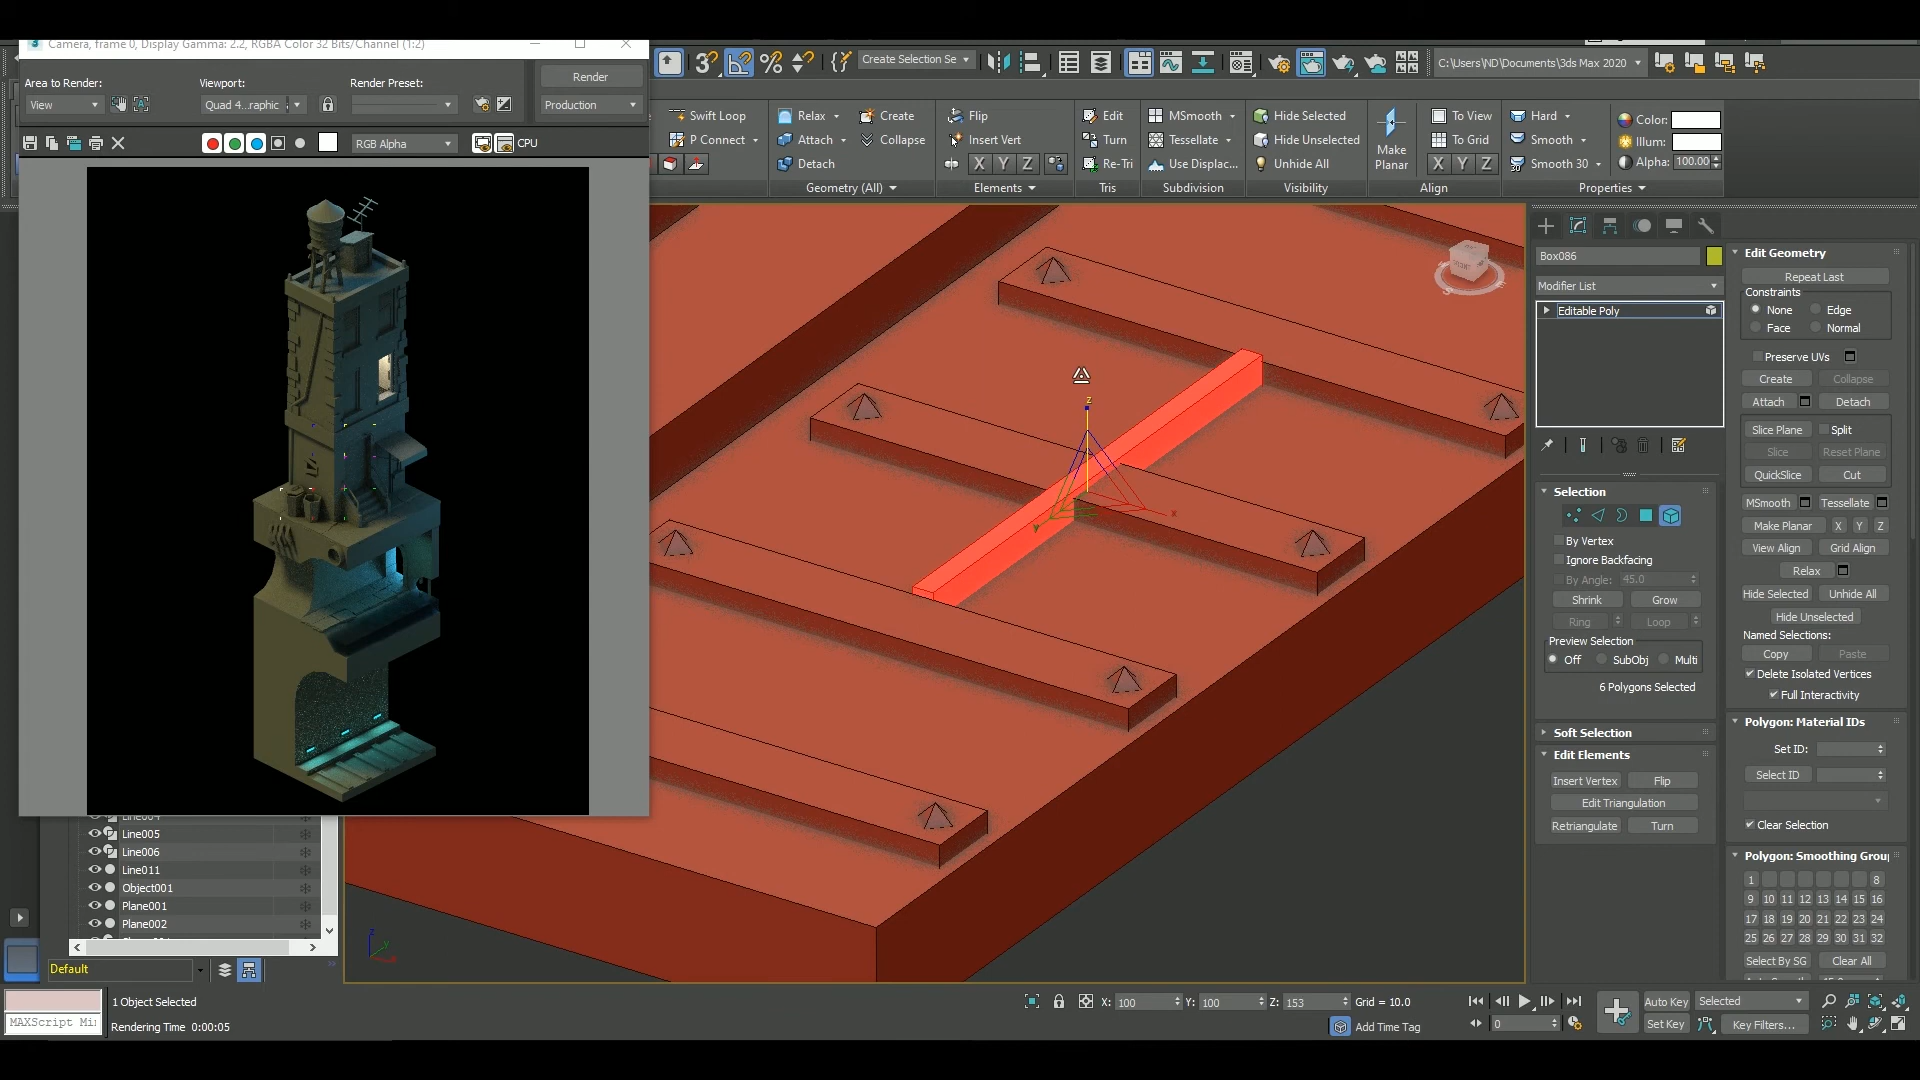 Camera, frame 0, Display Gamma: 2.2, RGBA Color 32 Bits/Channel (1:2)
Area to Render:
Viewport:
Render Preset:
Render
View
Quad 4...raphic
Production
RGB Alpha
CPU
Create Selection Se
C:\Users\ND\Documents\3ds Max 2020
Swift Loop
Relax
Create
Flip
Edit
MSmooth
Hide Selected
To View
Hard
Color:
P Connect
Attach
Collapse
Insert Vert
Turn
Tessellate
Hide Unselected
Make
Planar
To Grid
Smooth
Illum:
Detach
X Y Z
Re-Tri
Use Displac...
Unhide All
X Y Z
Smooth 30
Alpha: 100.00
Geometry (All)
Elements
Tris
Subdivision
Visibility
Align
Properties
Box086
Modifier List
Editable Poly
Selection
By Vertex
Ignore Backfacing
By Angle: 45.0
Shrink
Grow
Ring
Loop
Preview Selection
Off
SubObj
Multi
6 Polygons Selected
Soft Selection
Edit Elements
Insert Vertex
Flip
Edit Triangulation
Retriangulate
Turn
Edit Geometry
Repeat Last
Constraints
None
Edge
Face
Normal
Preserve UVs
Create
Collapse
Attach
Detach
Slice Plane
Split
Slice
Reset Plane
QuickSlice
Cut
MSmooth
Tessellate
Make Planar
X Y Z
View Align
Grid Align
Relax
Hide Selected
Unhide All
Hide Unselected
Named Selections:
Copy
Paste
Delete Isolated Vertices
Full Interactivity
Polygon: Material IDs
Set ID:
Select ID
Clear Selection
Polygon: Smoothing Grou
1 8
9 10 11 12 13 14 15 16
17 18 19 20 21 22 23 24
25 26 27 28 29 30 31 32
Select By SG
Clear All
z
x
y
Line004
Line005
Line006
Line011
Object001
Plane001
Plane002
Default
1 Object Selected
MAXScript Mi
Rendering Time 0:00:05
X: 100
Y: 100
Z: 153
Grid = 10.0
Add Time Tag
0
Auto Key
Selected
Set Key
Key Filters...